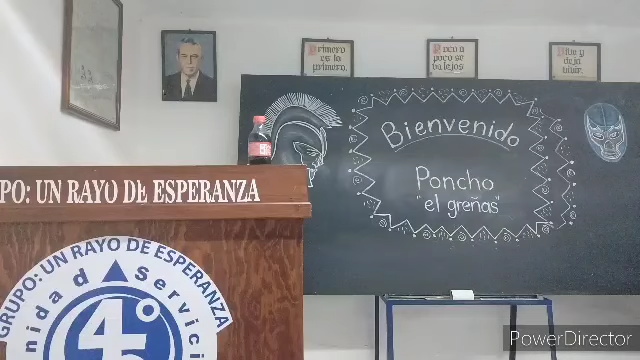 Primero
es lo
primero.
Poco a
poco se
va lejos
Vive y
deja
vivir.
Bienvenido
Poncho
"el greñas"
PO: UN RAYO DE ESPERANZA
GRUPO: UN RAYO DE ESPERANZA
nidad y Servici
4
PowerDirector